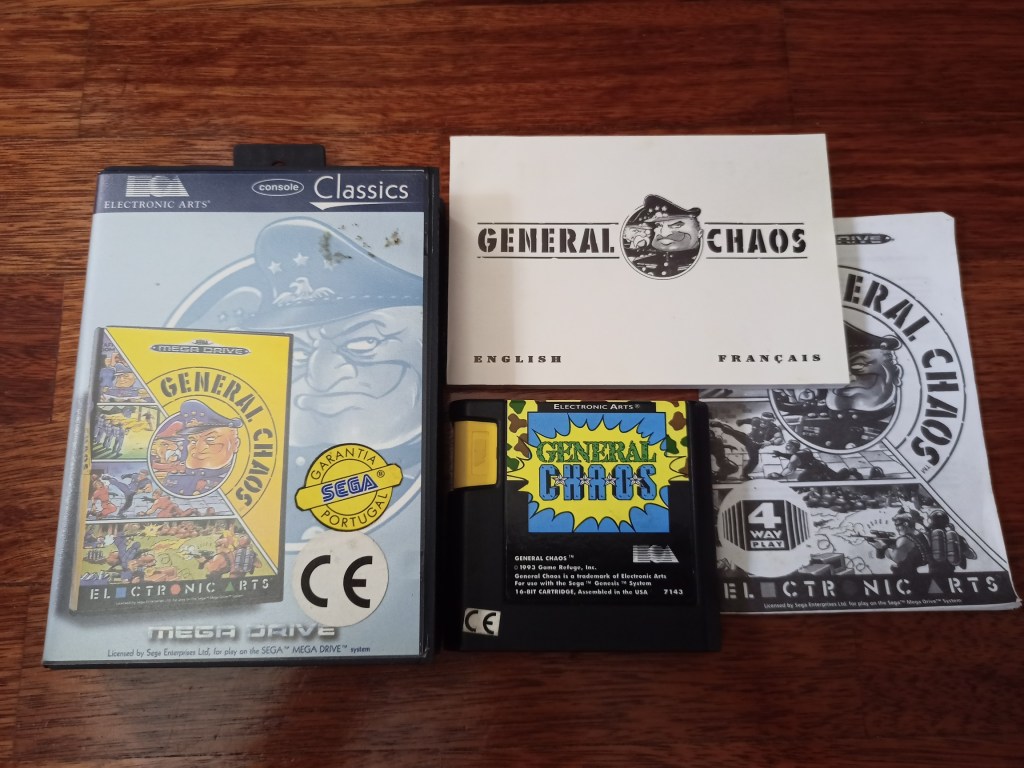 ELECTRONIC ARTS®
console Classics
MEGA DRIVE
GENERAL CHAOS
GARANTIA
SEGA®
PORTUGAL
CE
ELECTRONIC ARTS
MEGA DRIVE
Licensed by Sega Enterprises Ltd, for play on the SEGA™ MEGA DRIVE™ system
GENERAL CHAOS
ENGLISH FRANÇAIS
ELECTRONIC ARTS®
GENERAL
CHAOS
GENERAL CHAOS™
© 1993 Game Refuge, Inc.
General Chaos is a trademark of Electronic Arts
For use with the Sega™ Genesis™ System
16-BIT CARTRIDGE, Assembled in the USA 7143
CE
ERAL CHAOS™
4
WAY
PLAY
ELECTRONIC ARTS
Licensed by Sega Enterprises Ltd. for play on the Sega™ Mega Drive™ System